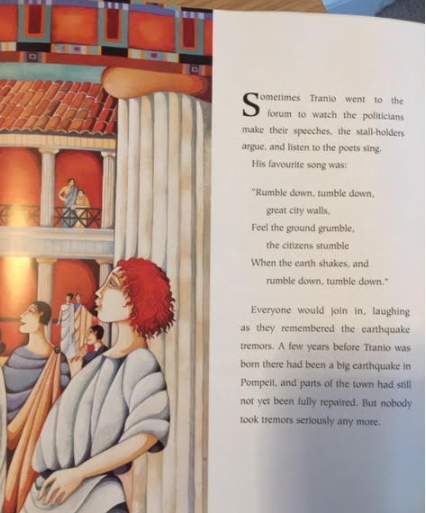 Sometimes Tranio went to the
forum to watch the politicians
make their speeches, the stall-holders
argue, and listen to the poets sing.
His favourite song was:
"Rumble down, tumble down,
great city walls,
Feel the ground grumble,
the citizens stumble
When the earth shakes, and
rumble down, tumble down."
Everyone would join in, laughing
as they remembered the earthquake
tremors. A few years before Tranio was
born there had been a big earthquake in
Pompeii, and parts of the town had still
not yet been fully repaired. But nobody
took tremors seriously any more.